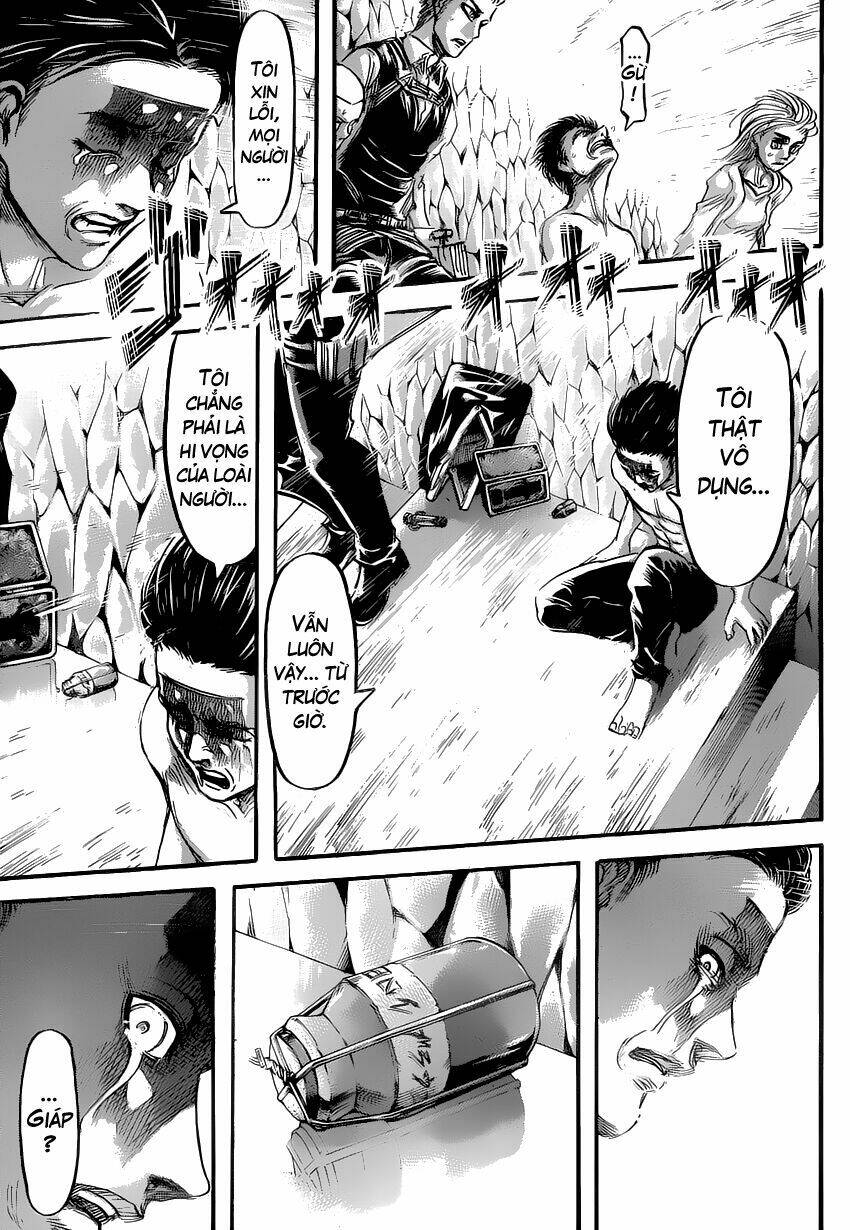 ...
GỪ
!
TÔI
XIN
LỖI,
MỌI
NGƯỜI
...
TÔI
THẬT
VÔ
DỤNG...
VẪN
LUÔN
VẬY... TỪ
TRƯỚC
GIỜ.
TÔI
CHẲNG
PHẢI LÀ
HI VỌNG
CỦA LOÀI
NGƯỜI...
...
GIÁP
?